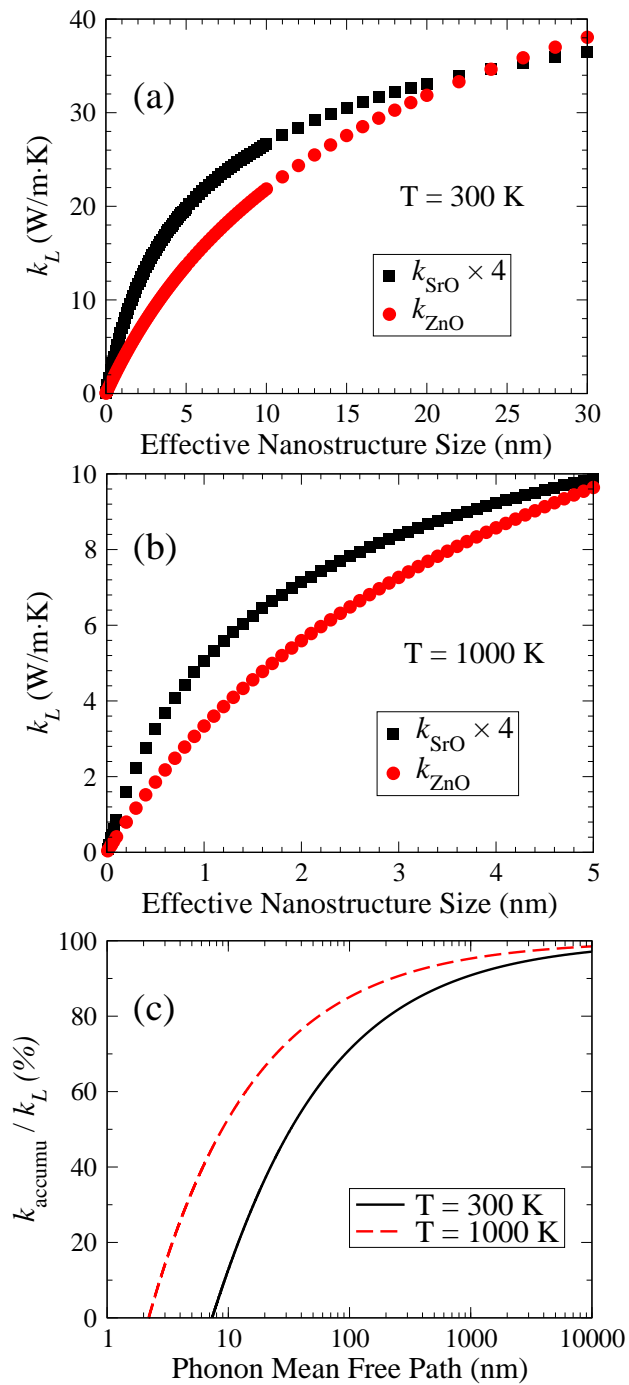 40
30
20
10
0
k_L (W/m·K)
(a)
T = 300 K
k_SrO × 4
k_ZnO
0 5 10 15 20 25 30
Effective Nanostructure Size (nm)
10
8
6
4
2
0
k_L (W/m·K)
(b)
T = 1000 K
k_SrO × 4
k_ZnO
0 1 2 3 4 5
Effective Nanostructure Size (nm)
100
80
60
40
20
0
k_accumu / k_L (%)
(c)
T = 300 K
T = 1000 K
1 10 100 1000 10000
Phonon Mean Free Path (nm)